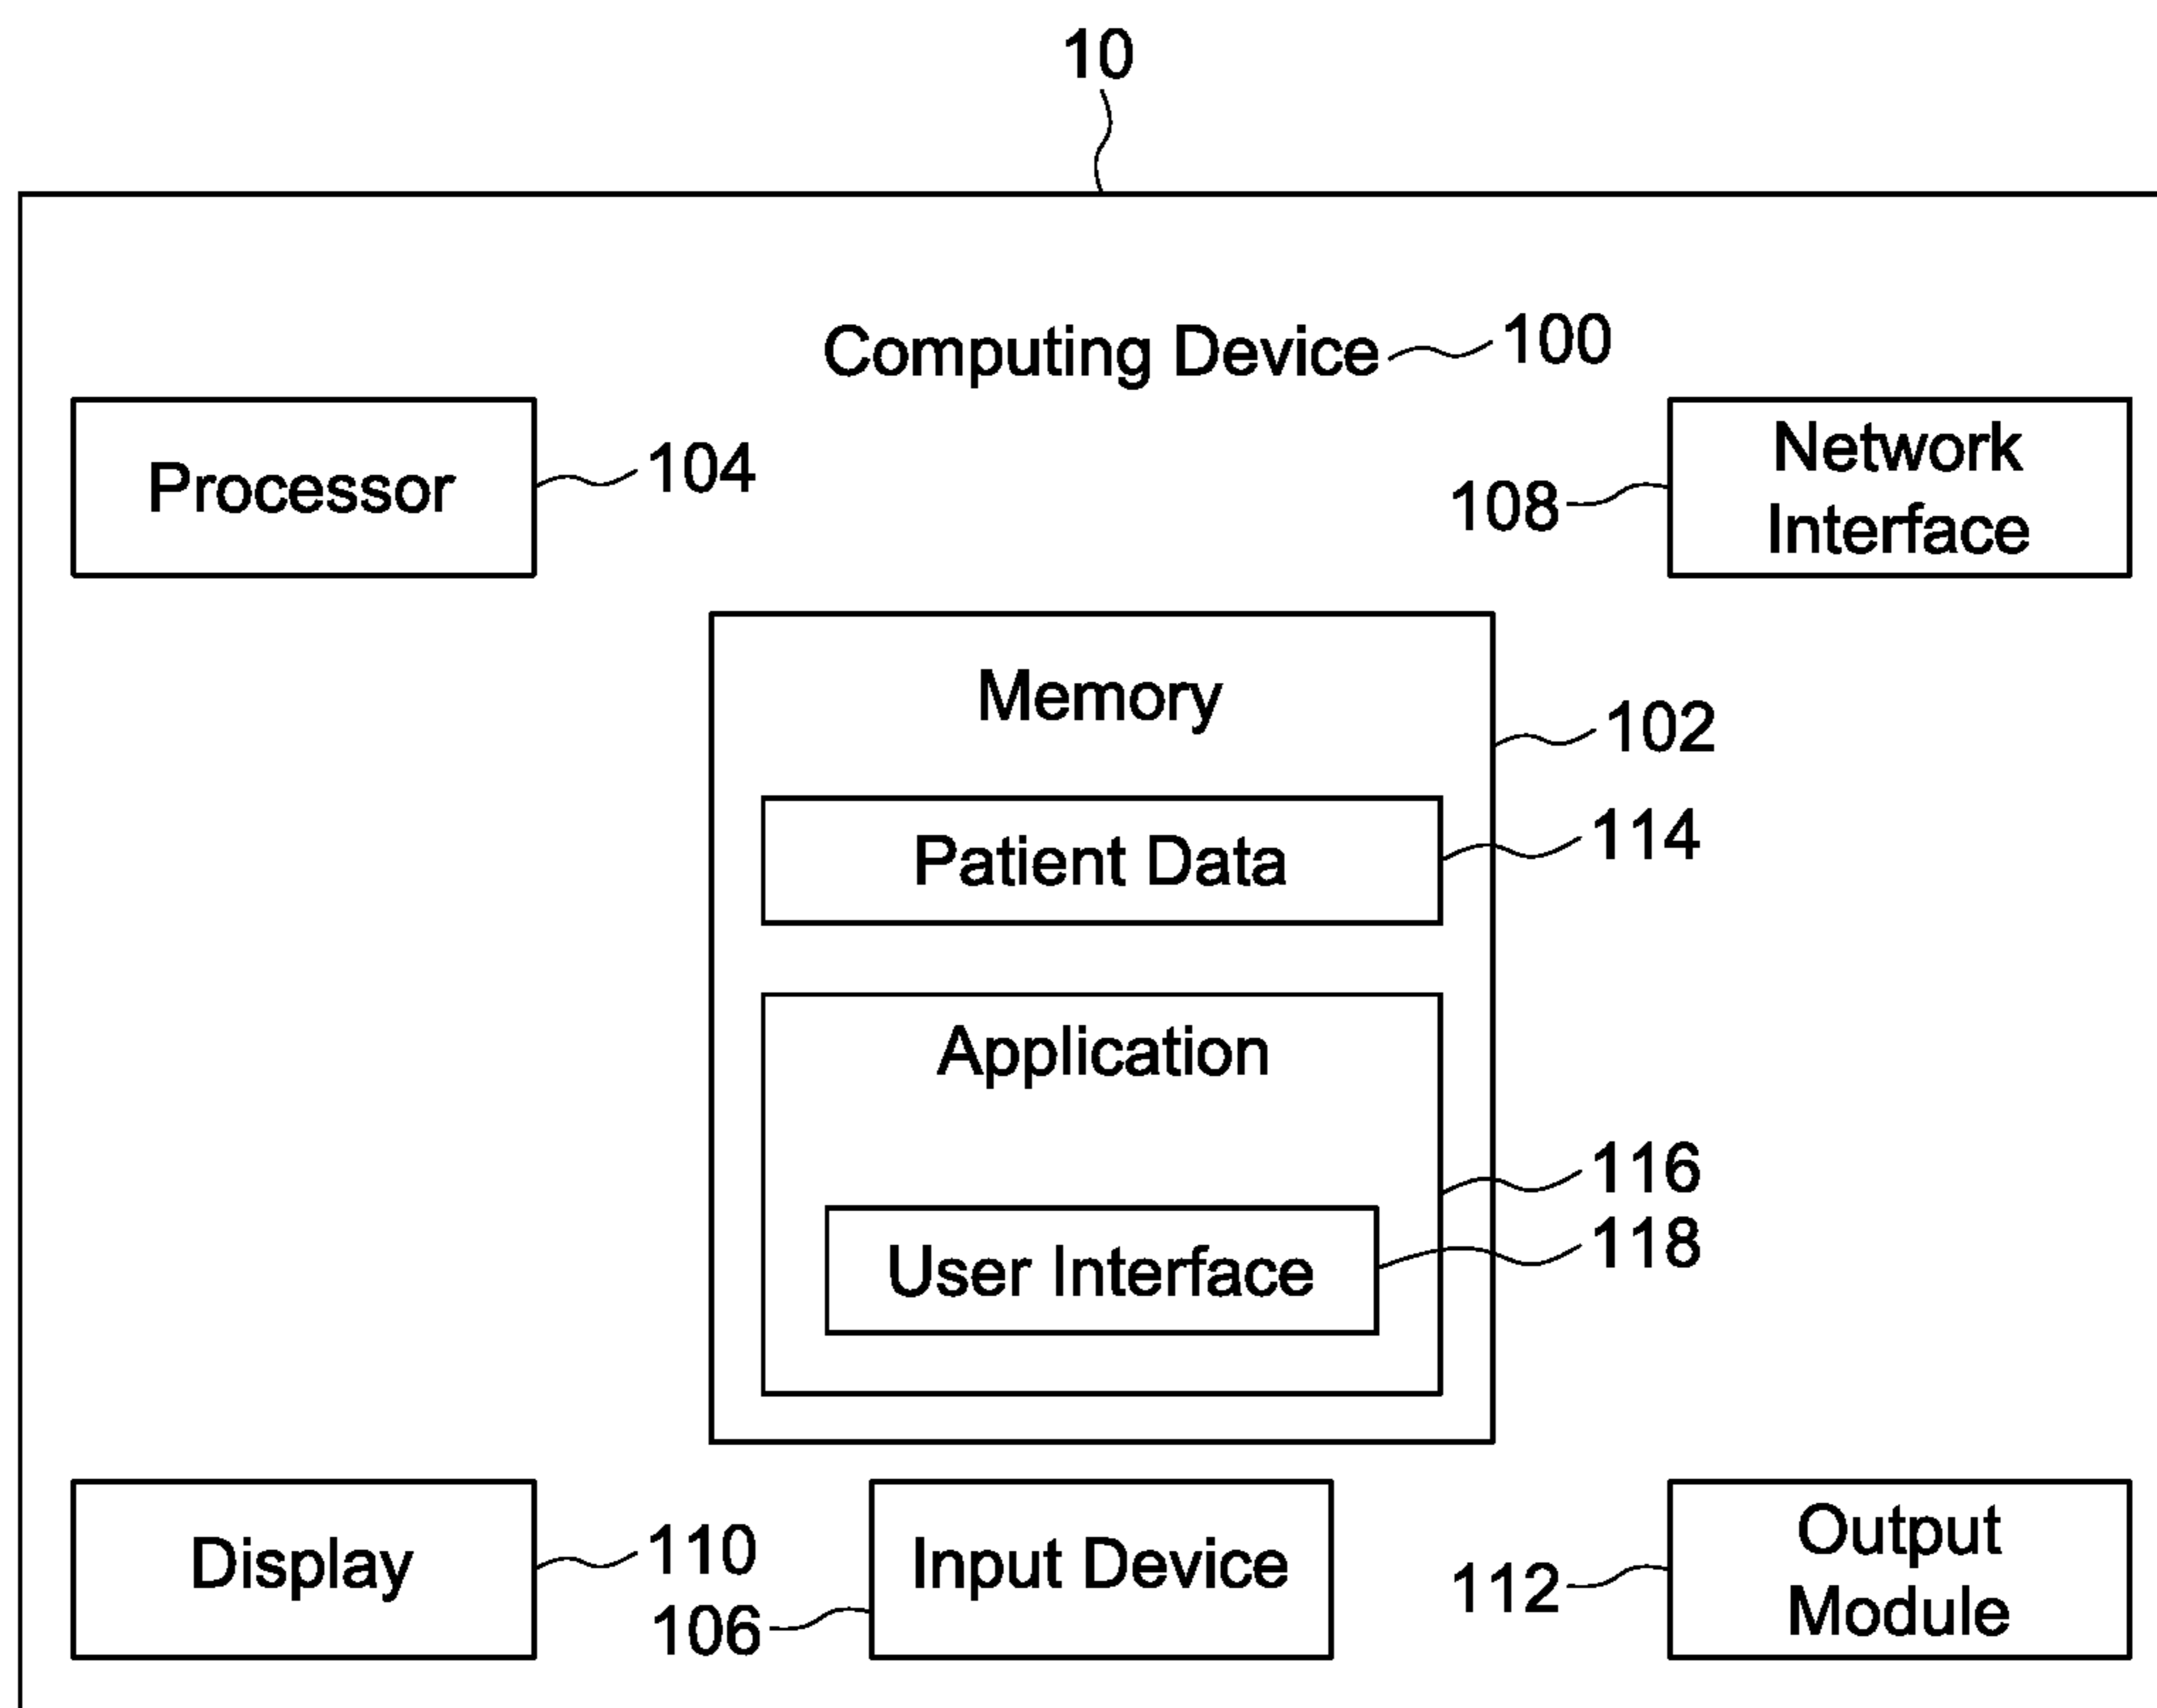 10
Computing Device 100
Processor 104
108 Network
Interface
Memory
102
Patient Data 114
Application
116
User Interface 118
Display 110
106 Input Device
112 Output
Module